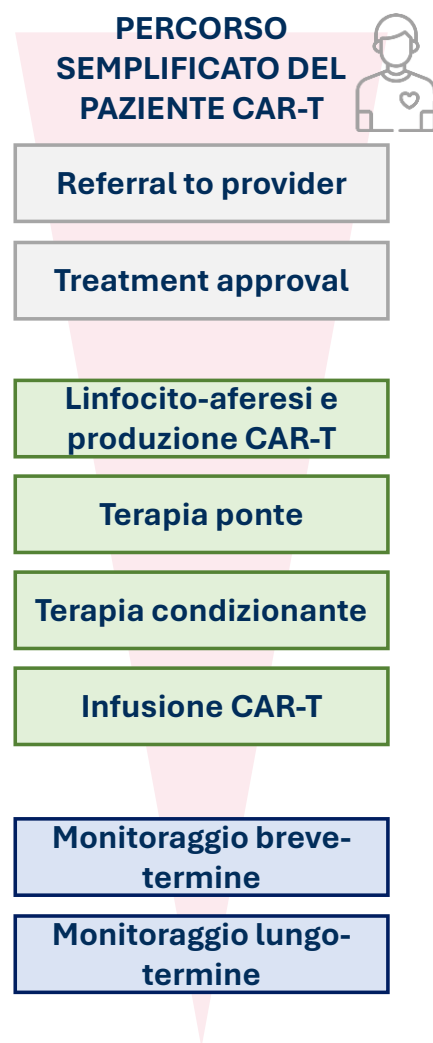 PERCORSO
SEMPLIFICATO DEL
PAZIENTE CAR-T
Referral to provider
Treatment approval
Linfocito-aferesi e
produzione CAR-T
Terapia ponte
Terapia condizionante
Infusione CAR-T
Monitoraggio breve-
termine
Monitoraggio lungo-
termine